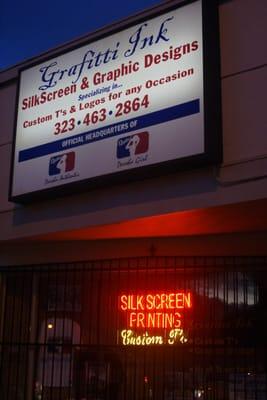 Grafitti Ink
SilkScreen & Graphic Designs
Specializing in..
Custom T's & Logos for any Occasion
323 • 463 • 2864
OFFICIAL HEADQUARTERS OF
SILK SCREEN
PRINTING
Custom T's